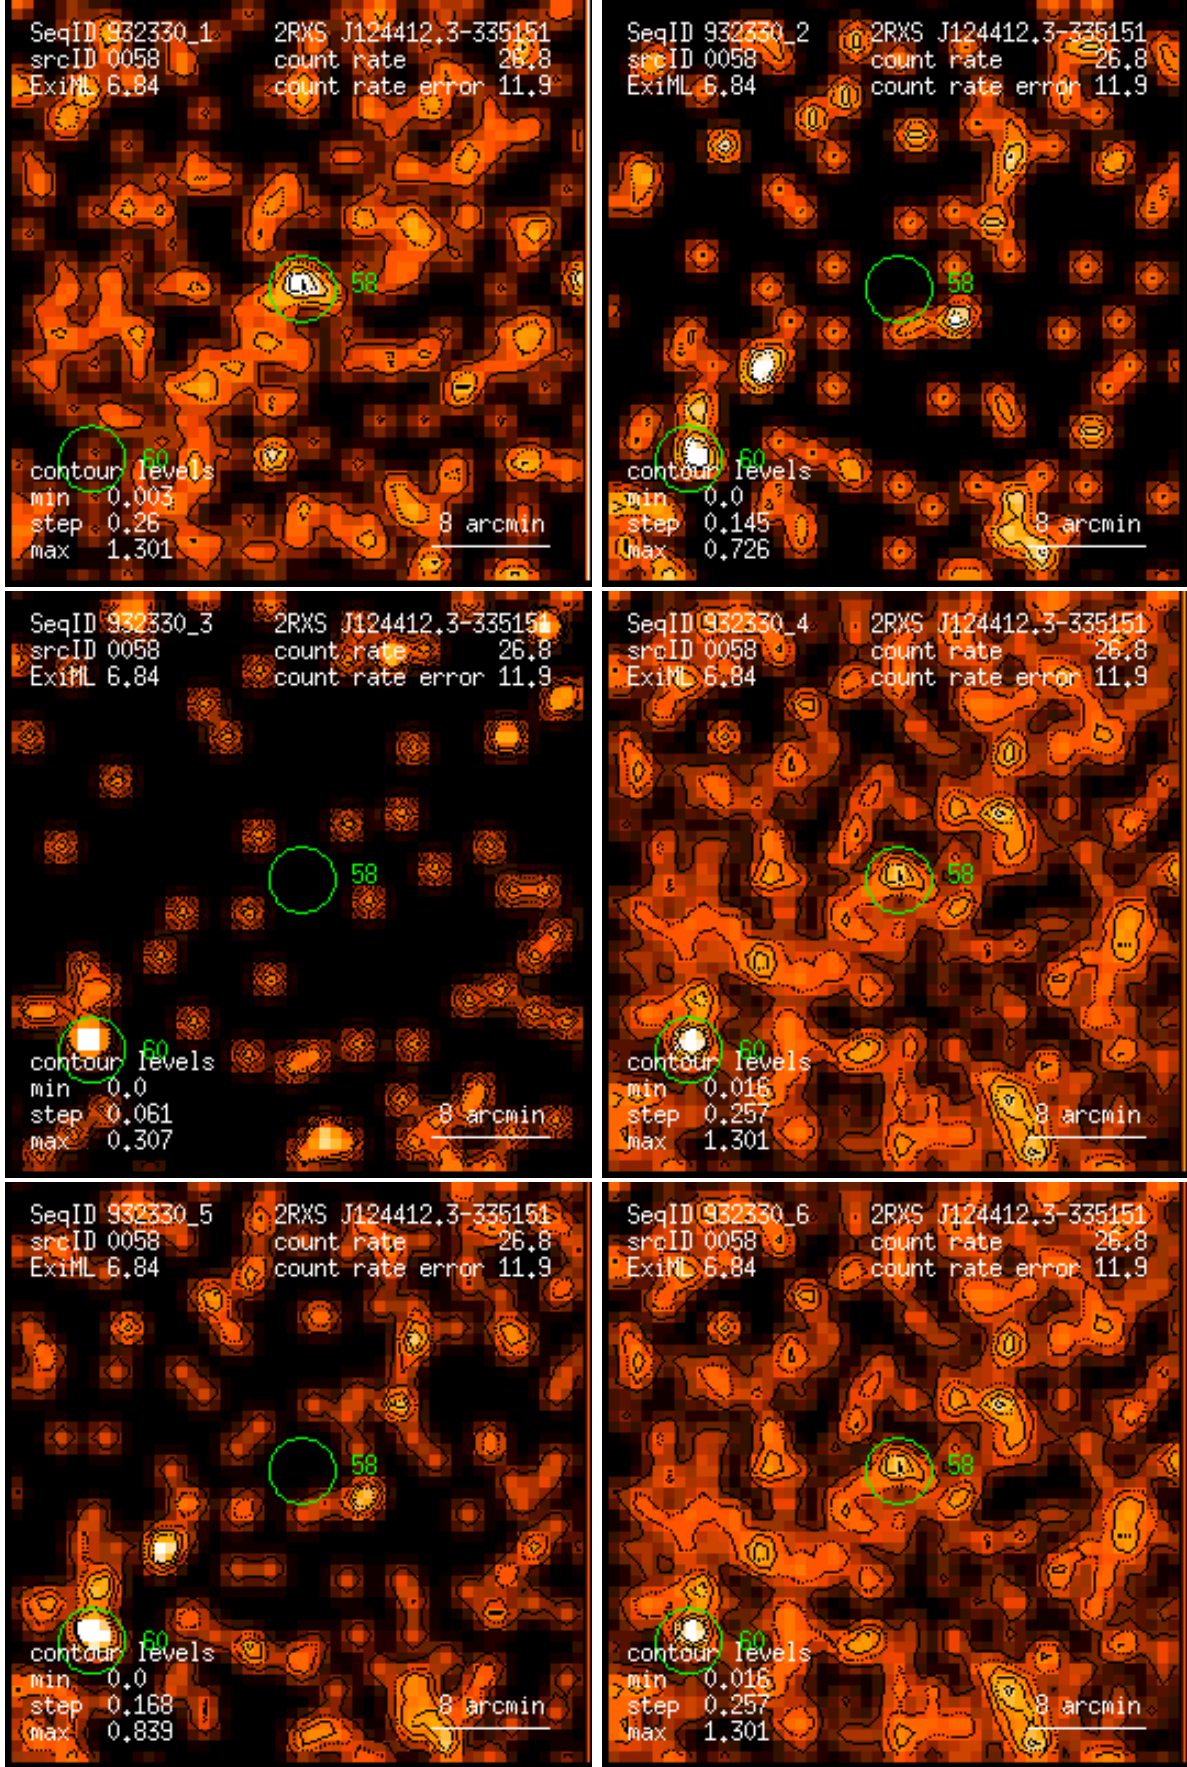 SeqID 932330_1 2RXS J124412.3-335151
srcID 0058 count rate 26.8
ExiML 6.84 count rate error 11.9
58
60
contour levels
min 0.003
step 0.26 8 arcmin
max 1.301
SeqID 932330_2 2RXS J124412.3-335151
srcID 0058 count rate 26.8
ExiML 6.84 count rate error 11.9
58
60
contour levels
min 0.0
step 0.145 8 arcmin
max 0.726
SeqID 932330_3 2RXS J124412.3-335151
srcID 0058 count rate 26.8
ExiML 6.84 count rate error 11.9
58
60
contour levels
min 0.0
step 0.061 8 arcmin
max 0.307
SeqID 932330_4 2RXS J124412.3-335151
srcID 0058 count rate 26.8
ExiML 6.84 count rate error 11.9
58
60
contour levels
min 0.016
step 0.257 8 arcmin
max 1.301
SeqID 932330_5 2RXS J124412.3-335151
srcID 0058 count rate 26.8
ExiML 6.84 count rate error 11.9
58
60
contour levels
min 0.0
step 0.168 8 arcmin
max 0.839
SeqID 932330_6 2RXS J124412.3-335151
srcID 0058 count rate 26.8
ExiML 6.84 count rate error 11.9
58
60
contour levels
min 0.016
step 0.257 8 arcmin
max 1.301